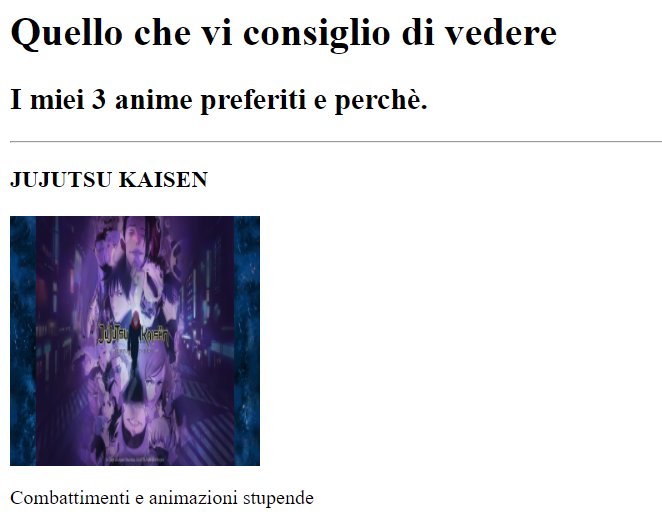 Quello che vi consiglio di vedere
I miei 3 anime preferiti e perchè.
JUJUTSU KAISEN
JUJUTSU KAISEN
Combattimenti e animazioni stupende